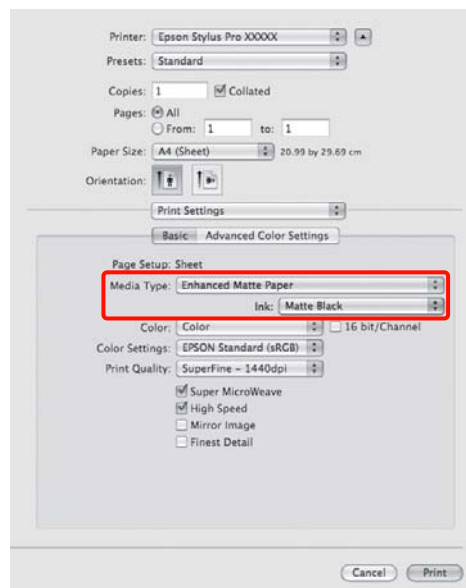 Printer: Epson Stylus Pro XXXXX
Presets: Standard
Copies: 1 Collated
Pages: All
From: 1 to: 1
Paper Size: A4 (Sheet) 20.99 by 29.69 cm
Orientation:
Print Settings
Basic Advanced Color Settings
Page Setup: Sheet
Media Type: Enhanced Matte Paper
Ink: Matte Black
Color: Color 16 bit/Channel
Color Settings: EPSON Standard (sRGB)
Print Quality: SuperFine - 1440dpi
Super MicroWeave
High Speed
Mirror Image
Finest Detail
Cancel Print